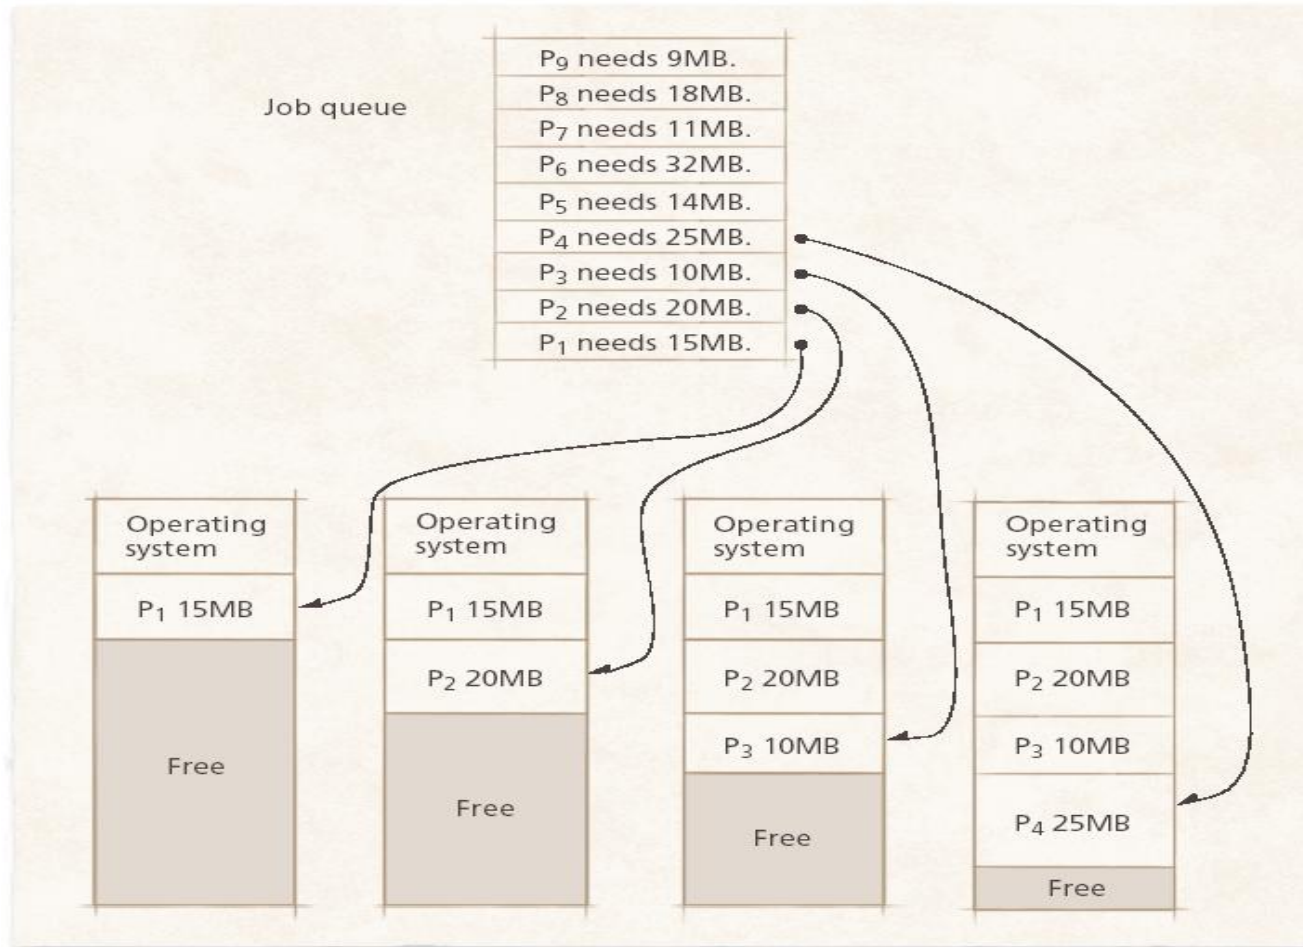 P₉ needs 9MB.
Job queue
P₈ needs 18MB.
P₇ needs 11MB.
P₆ needs 32MB.
P₅ needs 14MB.
P₄ needs 25MB.
P₃ needs 10MB.
P₂ needs 20MB.
P₁ needs 15MB.
Operating
system
P₁ 15MB
Free
Operating
system
P₁ 15MB
P₂ 20MB
Free
Operating
system
P₁ 15MB
P₂ 20MB
P₃ 10MB
Free
Operating
system
P₁ 15MB
P₂ 20MB
P₃ 10MB
P₄ 25MB
Free